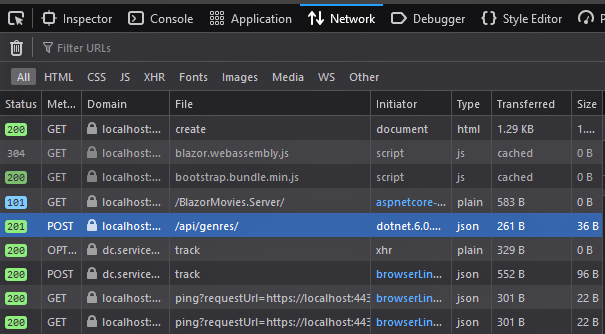 Inspector Console Application Network Debugger Style Editor
Filter URLs
All HTML CSS JS XHR Fonts Images Media WS Other
Status Met... Domain File Initiator Type Transferred Size
200 GET localhost:... create document html 1.29 KB 1....
304 GET localhost:... blazor.webassembly.js script js cached 0 B
200 GET localhost:... bootstrap.bundle.min.js script js cached 0 B
101 GET localhost:... /BlazorMovies.Server/ aspnetcore-... plain 583 B 0 B
201 POST localhost:... /api/genres/ dotnet.6.0.... json 261 B 36 B
200 OPT... dc.service... track xhr plain 329 B 0 B
200 POST dc.service... track browserLin... json 552 B 96 B
200 GET localhost:... ping?requestUrl=https://localhost:443 browserLin... json 301 B 22 B
200 GET localhost:... ping?requestUrl=https://localhost:443 browserLin... json 301 B 22 B